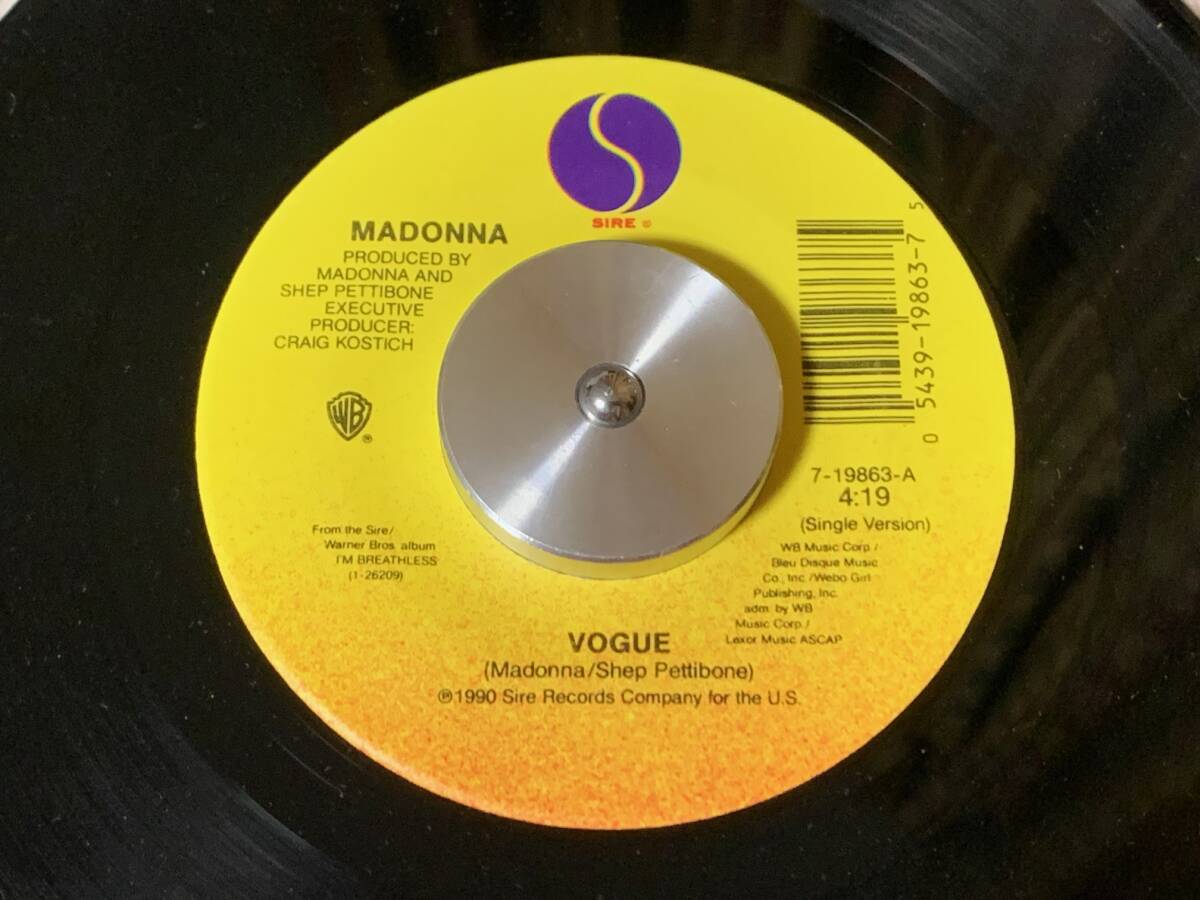 SIRE ®
MADONNA
PRODUCED BY
MADONNA AND
SHEP PETTIBONE
EXECUTIVE
PRODUCER:
CRAIG KOSTICH
WB
®
0 5439-19863-7 5
7-19863-A
4:19
(Single Version)
WB Music Corp./
Bleu Disque Music
Co., Inc./Webo Girl
Publishing, Inc.
adm. by WB
Music Corp./
Lexor Music ASCAP
From the Sire/
Warner Bros. album
I'M BREATHLESS
(1-26209)
VOGUE
(Madonna/Shep Pettibone)
℗1990 Sire Records Company for the U.S.